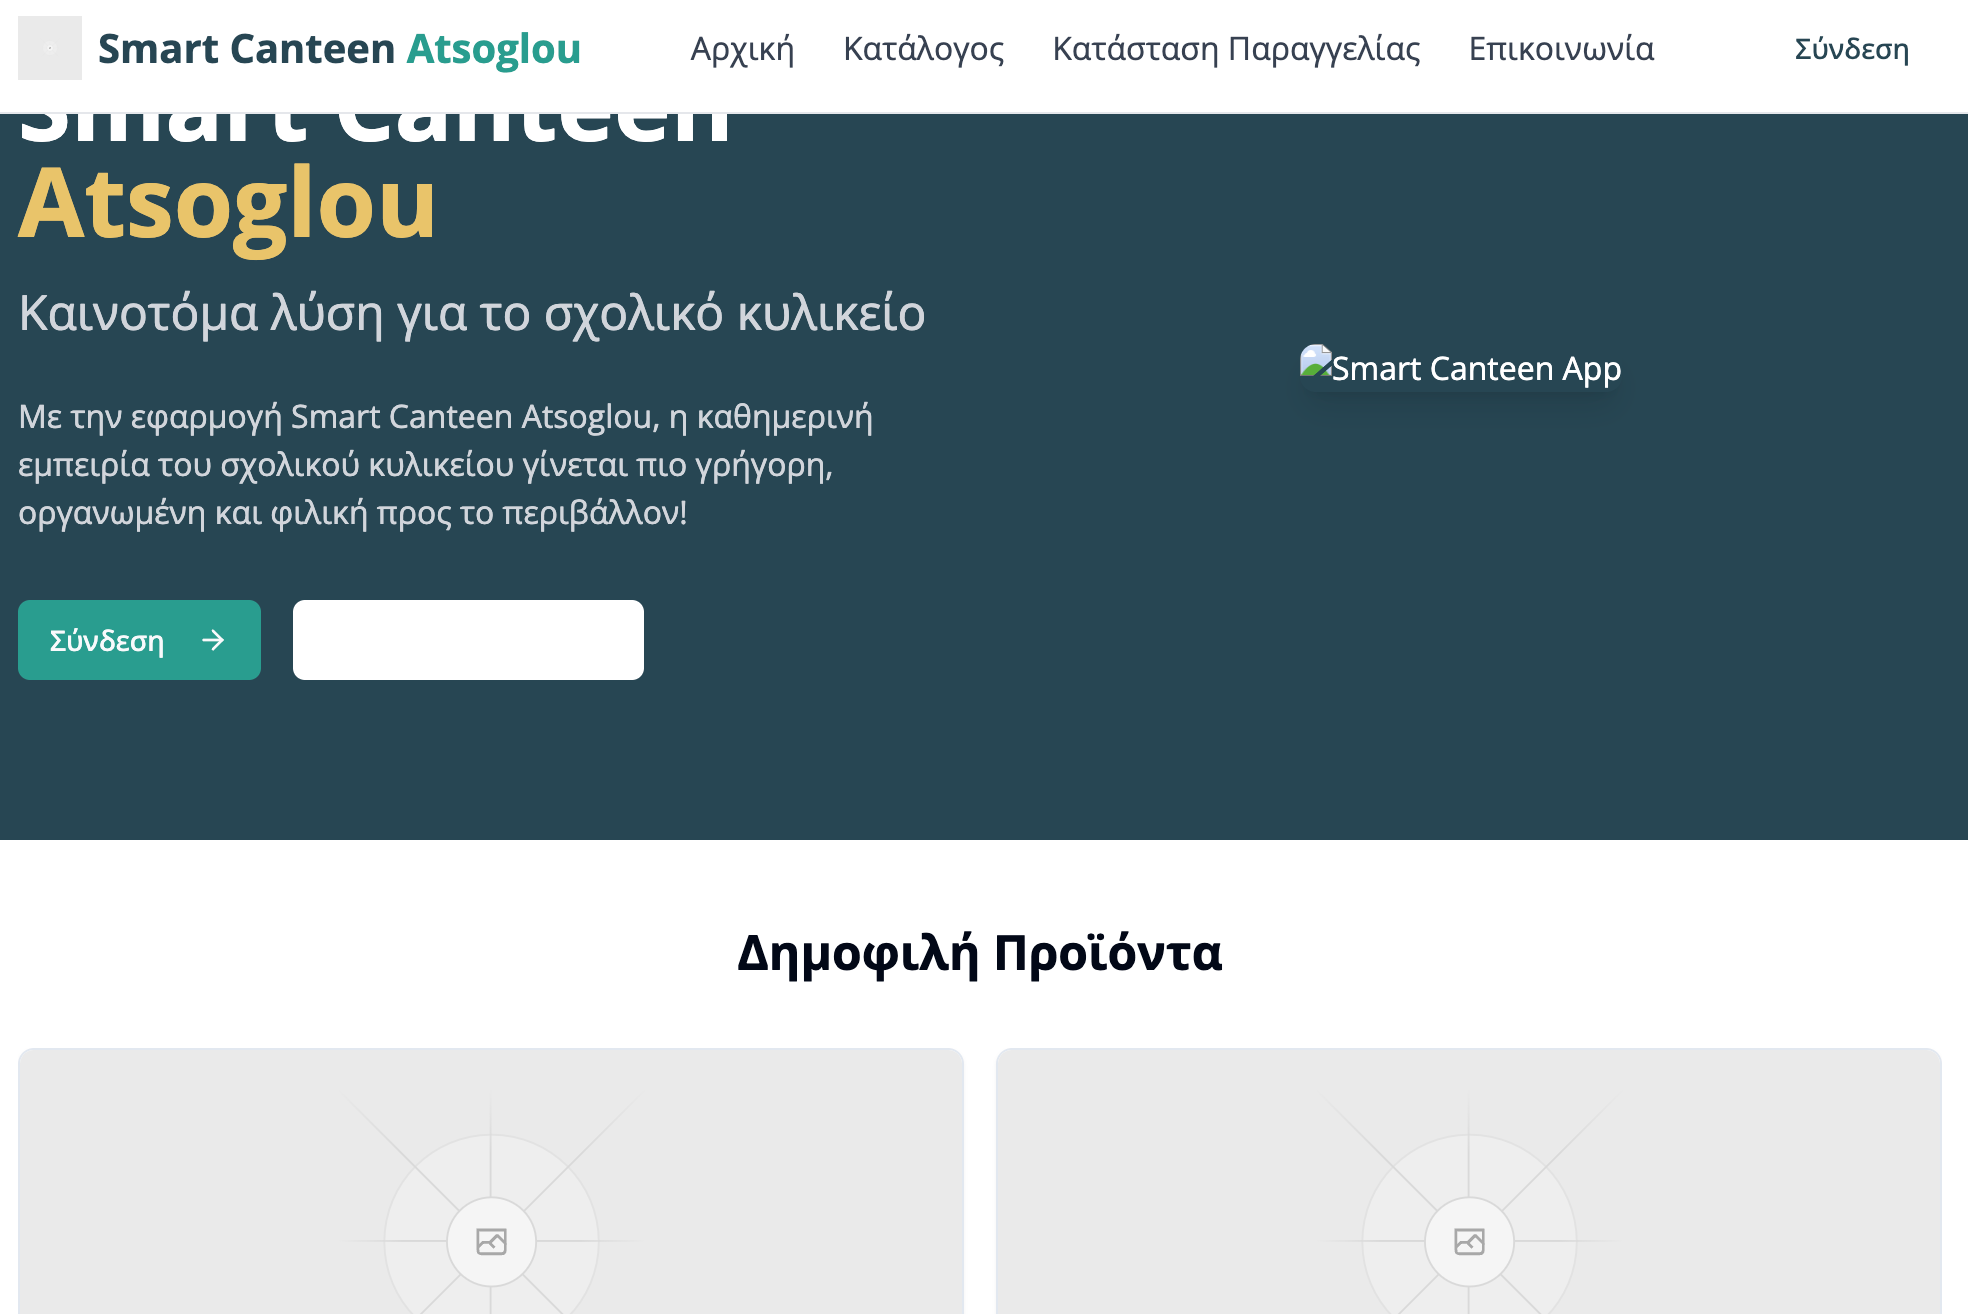 Smart Canteen Atsoglou
Αρχική
Κατάλογος
Κατάσταση Παραγγελίας
Επικοινωνία
Σύνδεση
Smart Canteen
Atsoglou
Καινοτόμα λύση για το σχολικό κυλικείο
Με την εφαρμογή Smart Canteen Atsoglou, η καθημερινή
εμπειρία του σχολικού κυλικείου γίνεται πιο γρήγορη,
οργανωμένη και φιλική προς το περιβάλλον!
Σύνδεση
Smart Canteen App
Δημοφιλή Προϊόντα